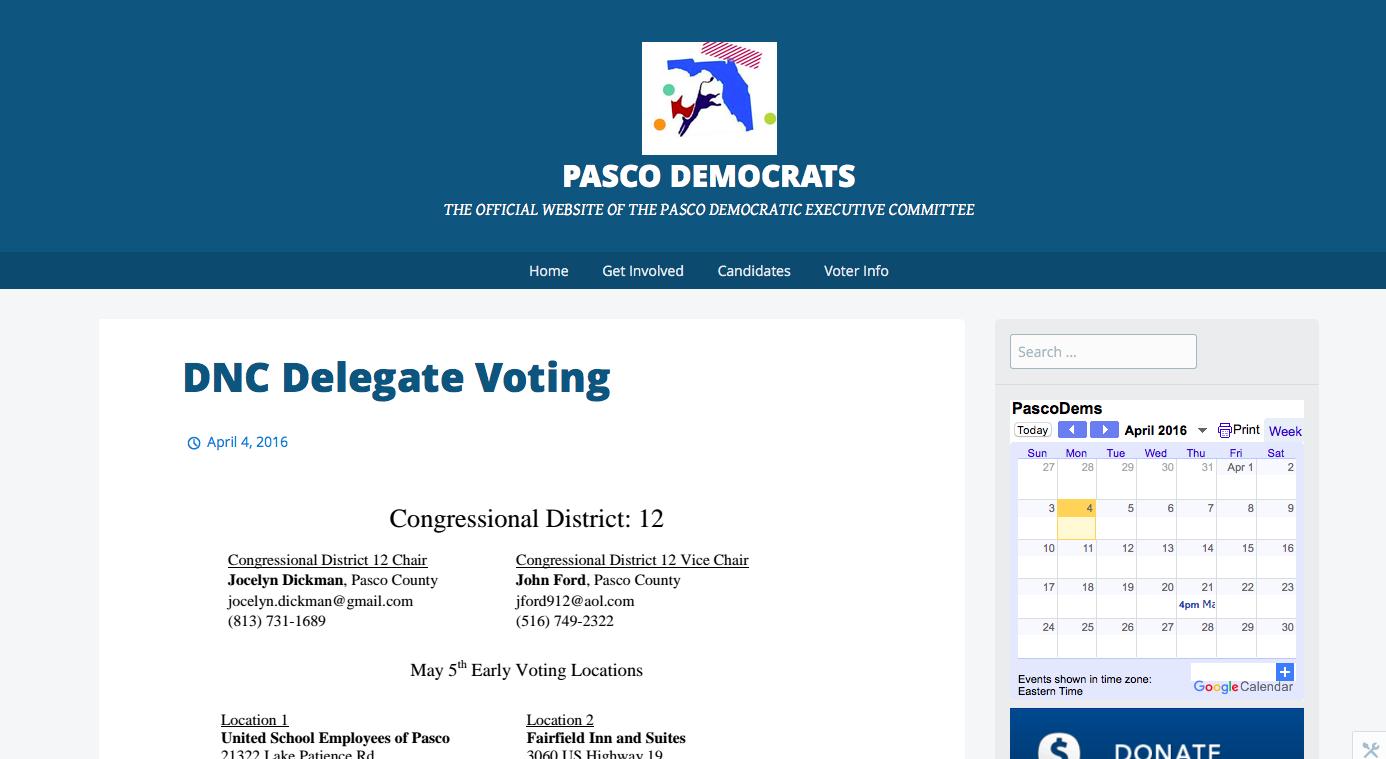 PASCO DEMOCRATS
THE OFFICIAL WEBSITE OF THE PASCO DEMOCRATIC EXECUTIVE COMMITTEE
Home Get Involved Candidates Voter Info
DNC Delegate Voting
April 4, 2016
Congressional District: 12
Congressional District 12 Chair
Jocelyn Dickman, Pasco County
jocelyn.dickman@gmail.com
(813) 731-1689
Congressional District 12 Vice Chair
John Ford, Pasco County
jford912@aol.com
(516) 749-2322
May 5th Early Voting Locations
Location 1
United School Employees of Pasco
21322 Lake Patience Rd
Location 2
Fairfield Inn and Suites
3060 US Highway 19
Search ...
PascoDems
Today April 2016 Print Week
Sun Mon Tue Wed Thu Fri Sat
27 28 29 30 31 Apr 1 2
3 4 5 6 7 8 9
10 11 12 13 14 15 16
17 18 19 20 21 22 23
4pm Ma
24 25 26 27 28 29 30
Events shown in time zone:
Eastern Time
Google Calendar
$ DONATE